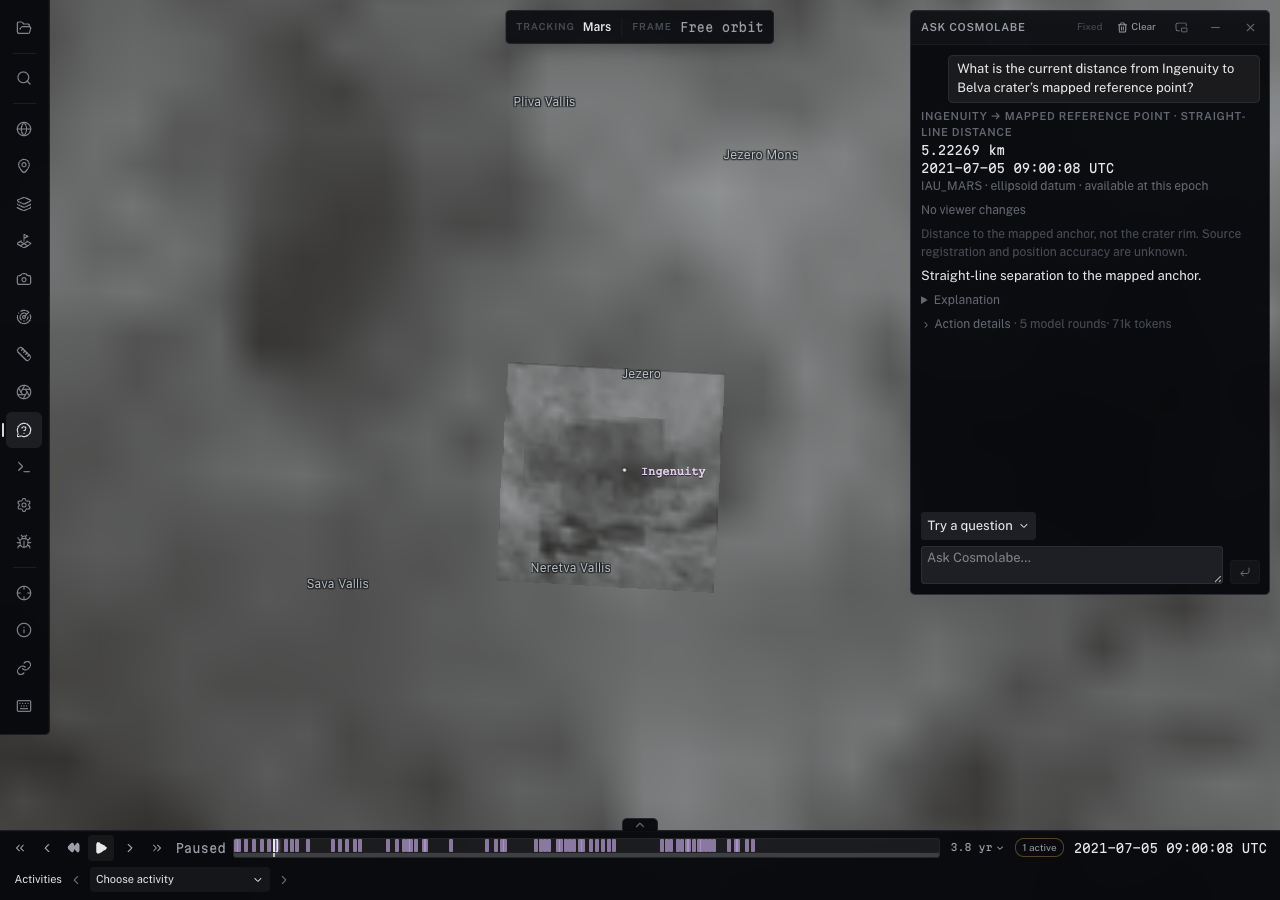 TRACKING Mars FRAME Free orbit
ASK COSMOLABE Fixed Clear
What is the current distance from Ingenuity to
Belva crater's mapped reference point?
INGENUITY → MAPPED REFERENCE POINT · STRAIGHT-
LINE DISTANCE
5.22269 km
2021-07-05 09:00:08 UTC
IAU_MARS · ellipsoid datum · available at this epoch
No viewer changes
Distance to the mapped anchor, not the crater rim. Source
registration and position accuracy are unknown.
Straight-line separation to the mapped anchor.
Explanation
Action details · 5 model rounds · 71k tokens
Try a question
Ask Cosmolabe...
Pliva Vallis
Jezero Mons
Jezero
Ingenuity
Neretva Vallis
Sava Vallis
Paused
3.8 yr
1 active
2021-07-05 09:00:08 UTC
Activities
Choose activity